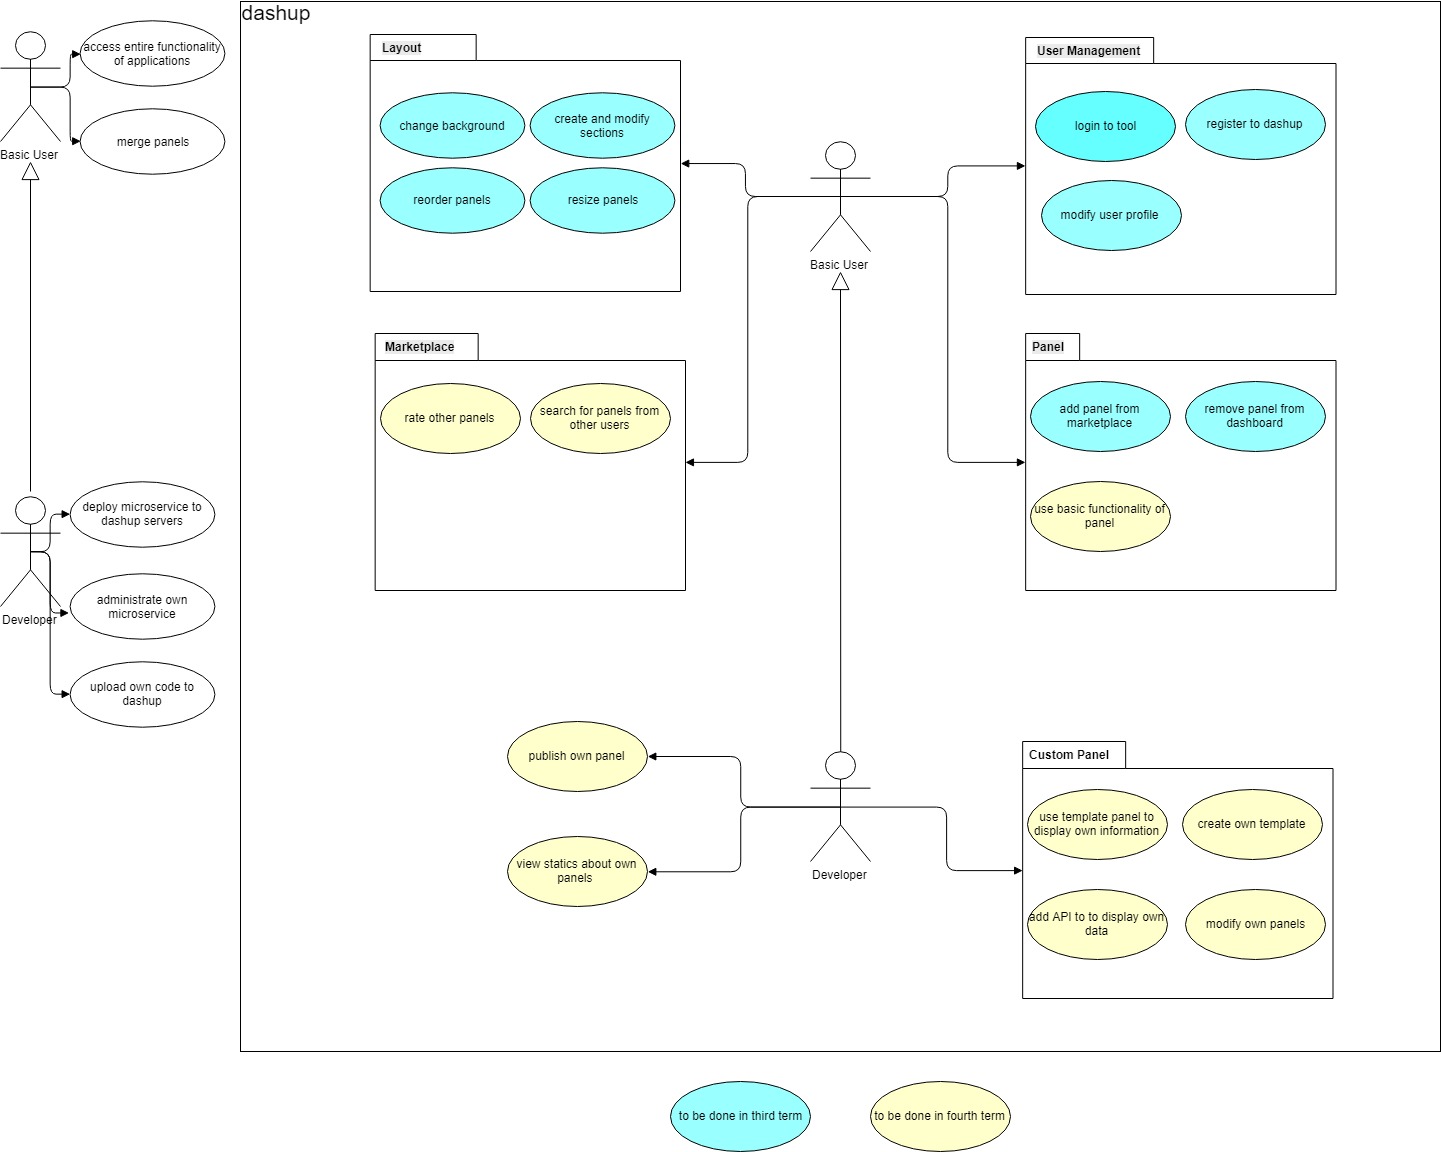 dashup
access entire functionality
of applications
merge panels
Basic User
deploy microservice to
dashup servers
administrate own
microservice
Developer
upload own code to
dashup
Layout
change background
create and modify
sections
reorder panels
resize panels
User Management
login to tool
register to dashup
modify user profile
Basic User
Marketplace
rate other panels
search for panels from
other users
Panel
add panel from
marketplace
remove panel from
dashboard
use basic functionality of
panel
publish own panel
view statics about own
panels
Developer
Custom Panel
use template panel to
display own information
create own template
add API to to display own
data
modify own panels
to be done in third term
to be done in fourth term